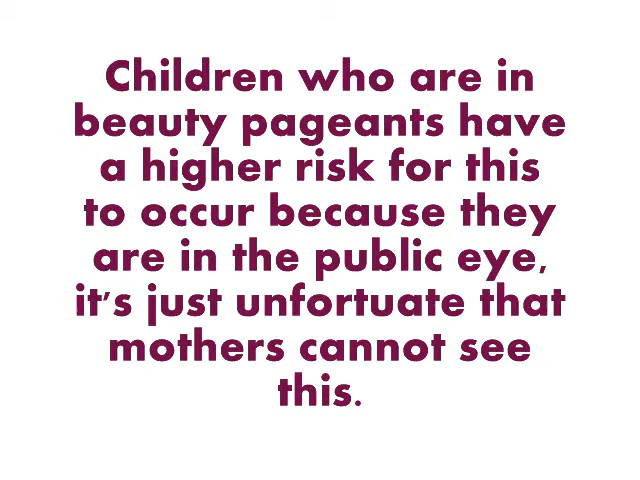 Children who are in
beauty pageants have
a higher risk for this
to occur because they
are in the public eye,
it's just unfortuate that
mothers cannot see
this.